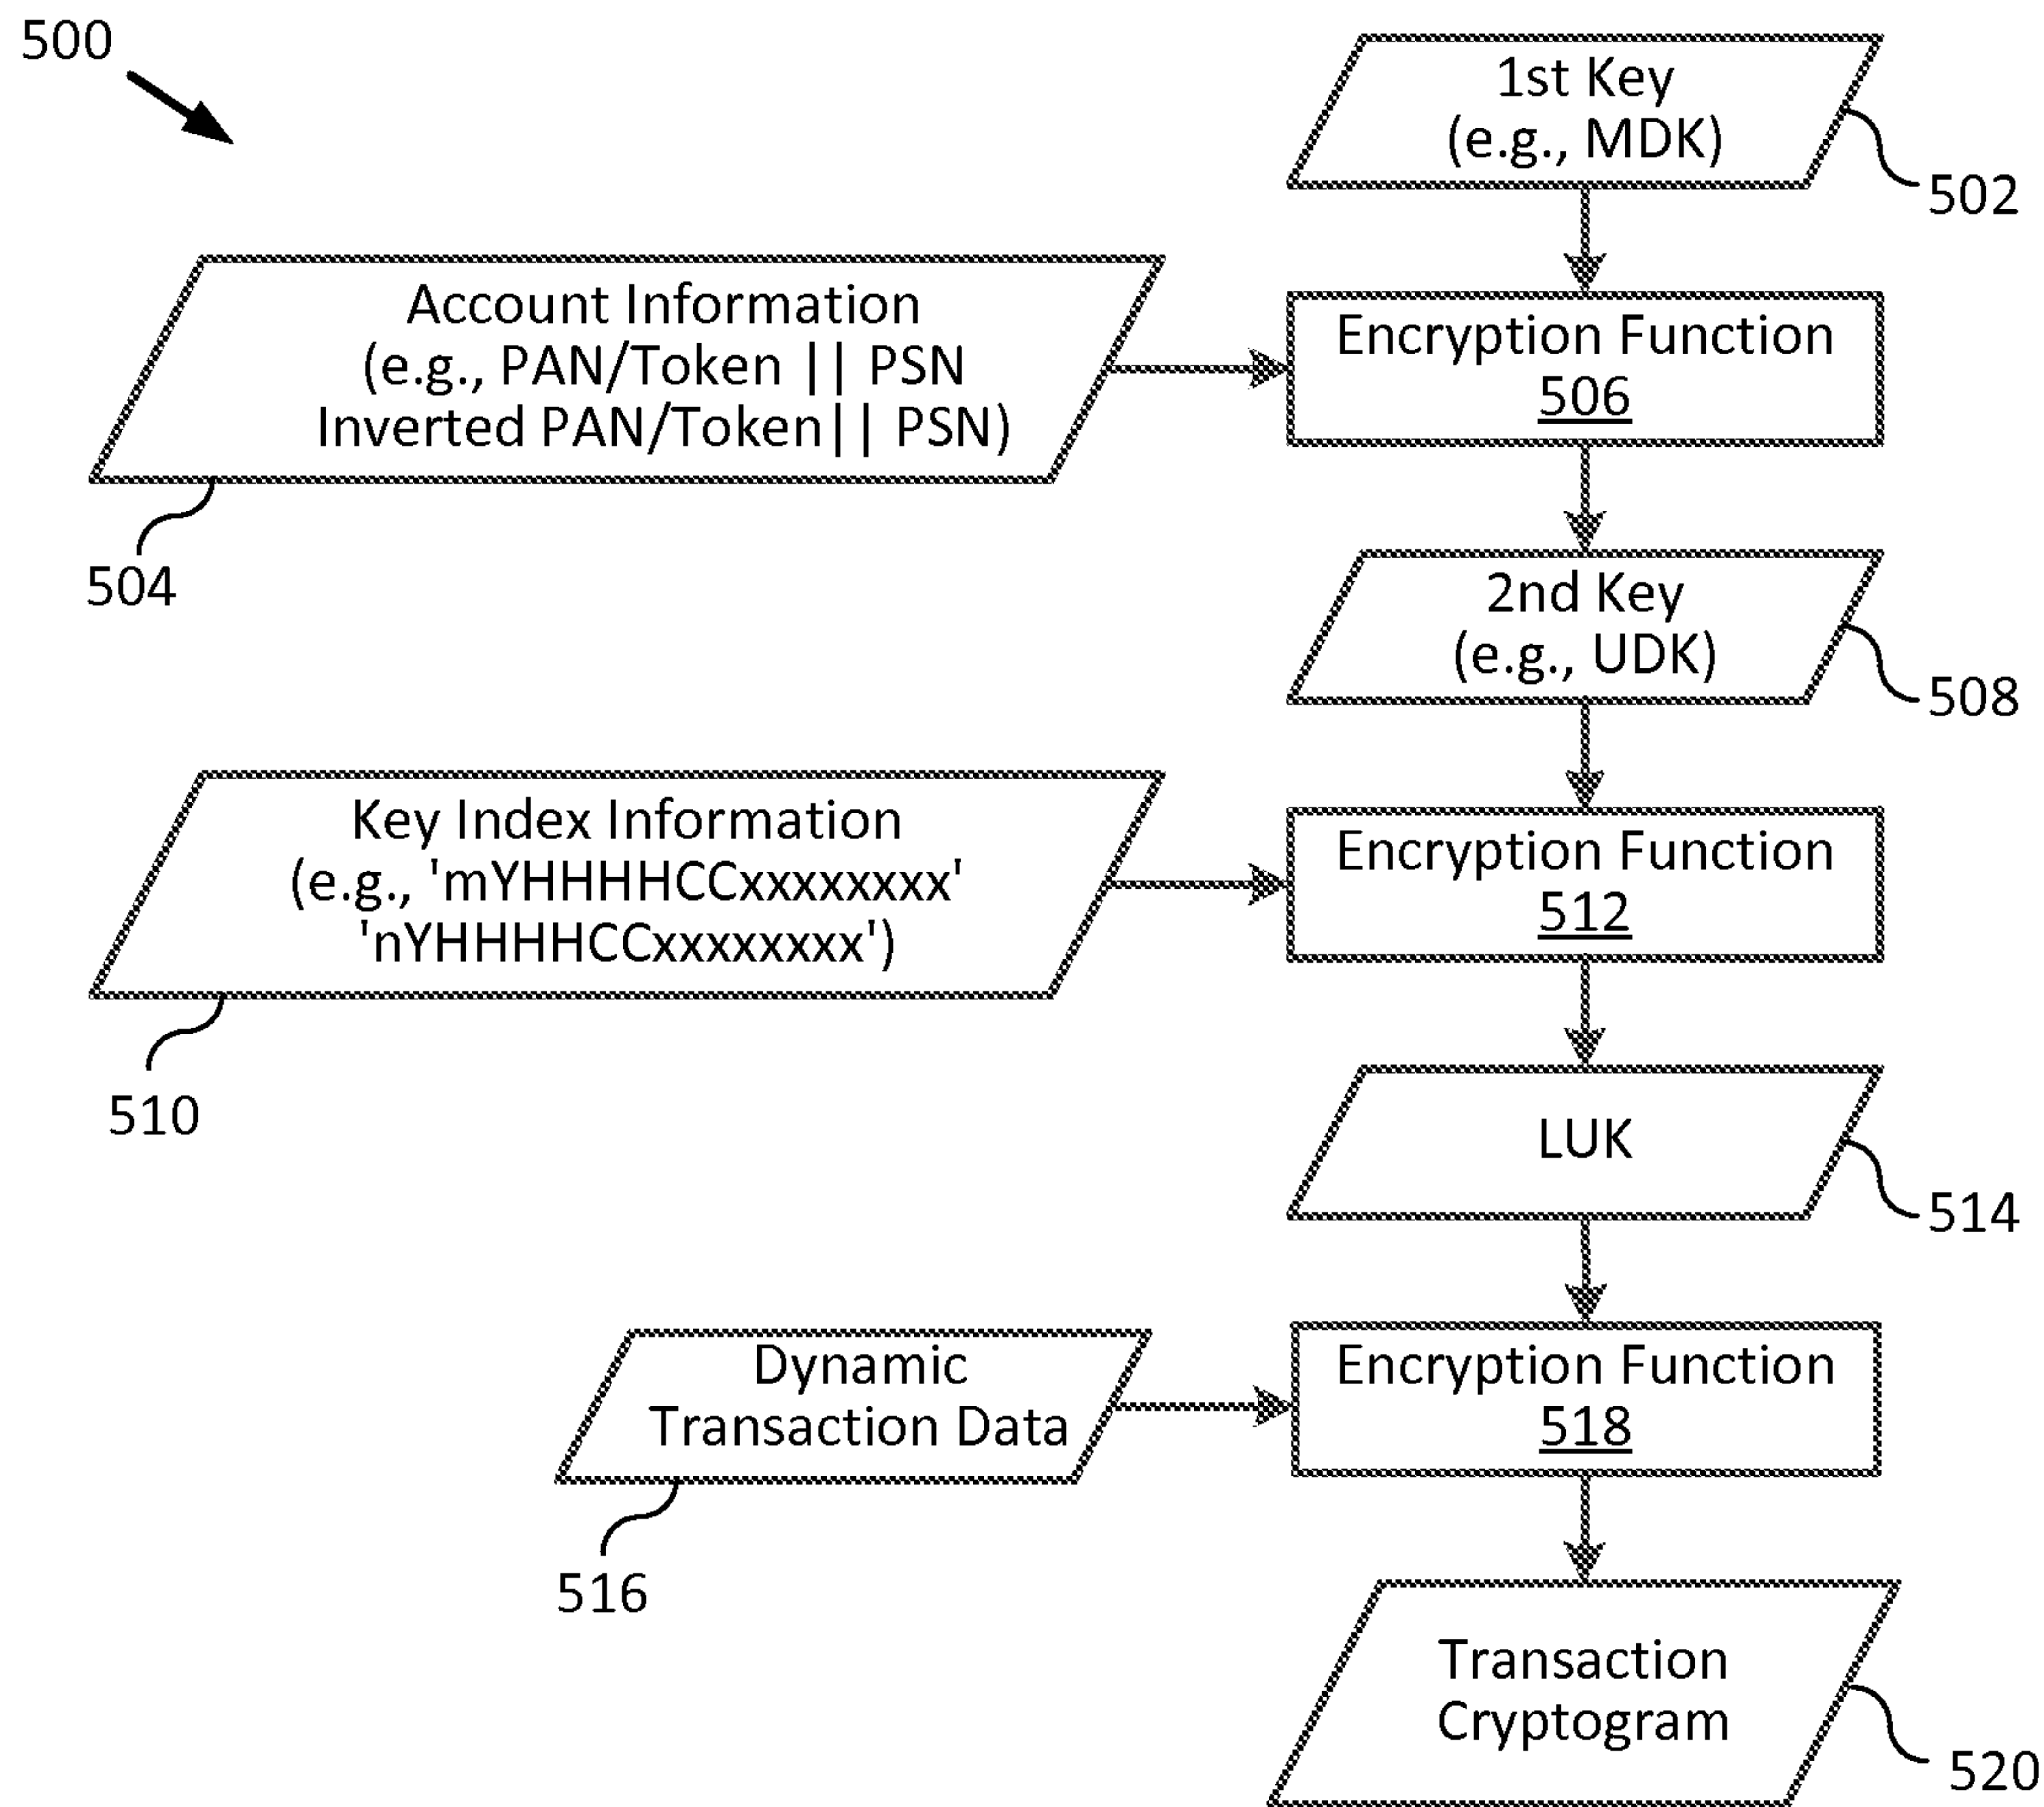 500
1st Key
(e.g., MDK)
502
Account Information
(e.g., PAN/Token || PSN
Inverted PAN/Token|| PSN)
504
Encryption Function
506
2nd Key
(e.g., UDK)
508
Key Index Information
(e.g., 'mYHHHHCCxxxxxxxx'
'nYHHHHCCxxxxxxxx')
510
Encryption Function
512
LUK
514
Dynamic
Transaction Data
516
Encryption Function
518
Transaction
Cryptogram
520